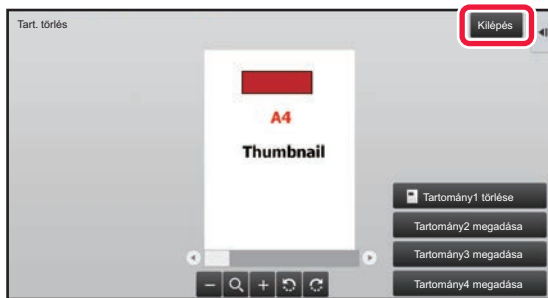 Tart. törlés
Kilépés
A4
Thumbnail
Tartomány1 törlése
Tartomány2 megadása
Tartomány3 megadása
Tartomány4 megadása